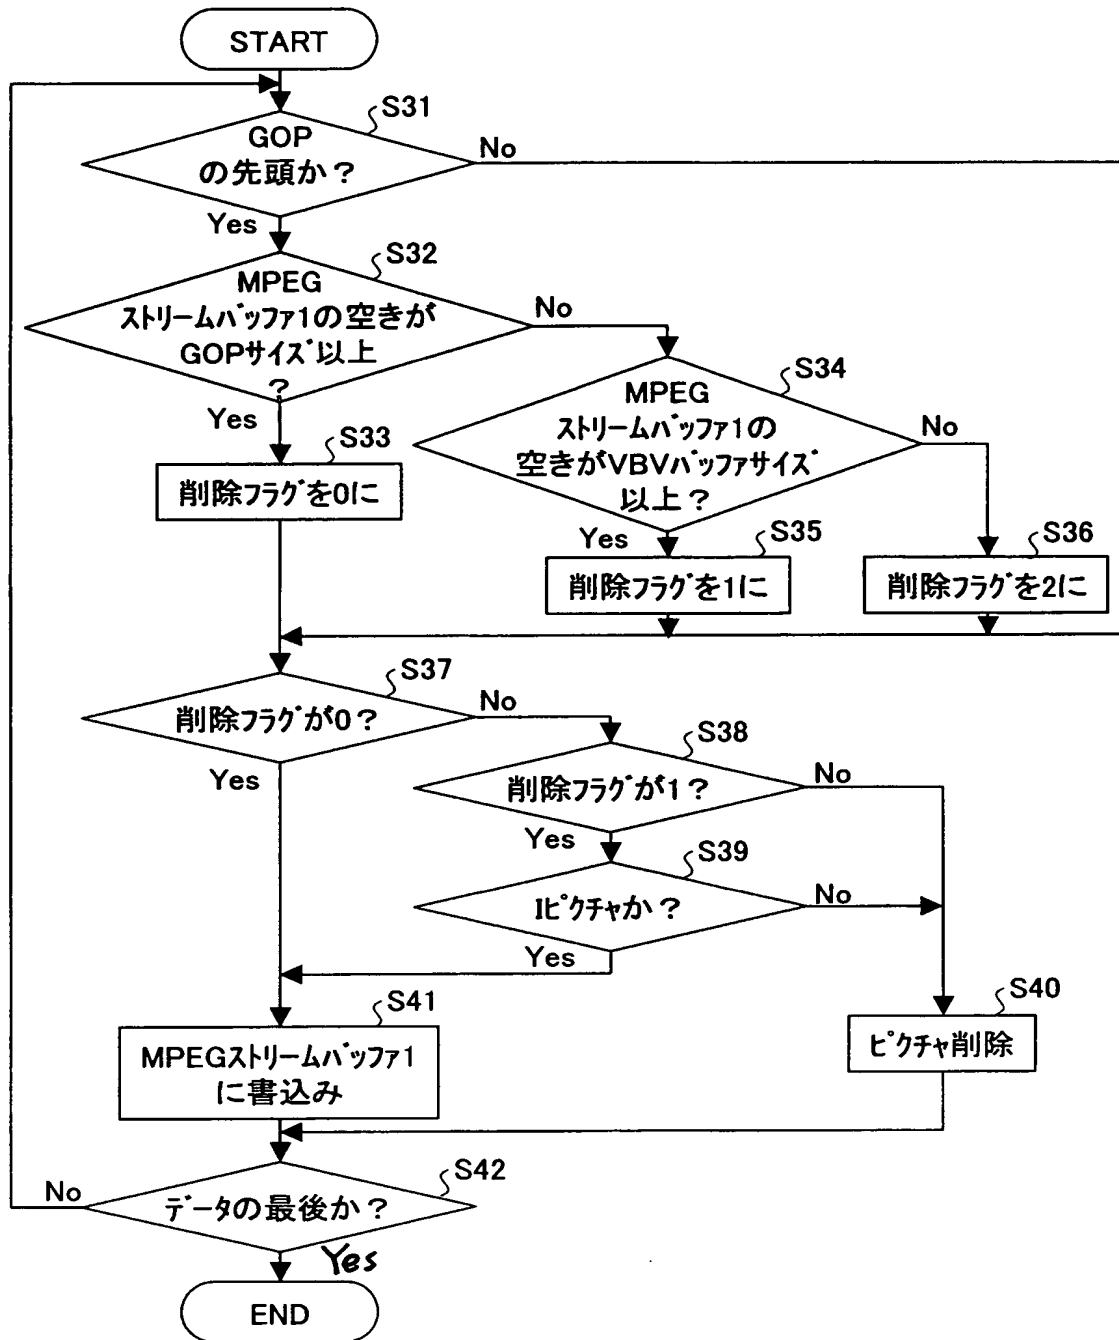 START
S31
GOP
の先頭か？
No
Yes
S32
MPEG
ストリームバッファ1の空きが
GOPサイズ以上
？
No
Yes
S34
MPEG
ストリームバッファ1の
空きがVBVバッファサイズ
以上？
No
Yes
S33
削除フラグを0に
S35
削除フラグを1に
S36
削除フラグを2に
S37
削除フラグが0？
No
Yes
S38
削除フラグが1？
No
Yes
S39
Iピクチャか？
No
Yes
S40
ピクチャ削除
S41
MPEGストリームバッファ1
に書込み
S42
データの最後か？
No
Yes
END